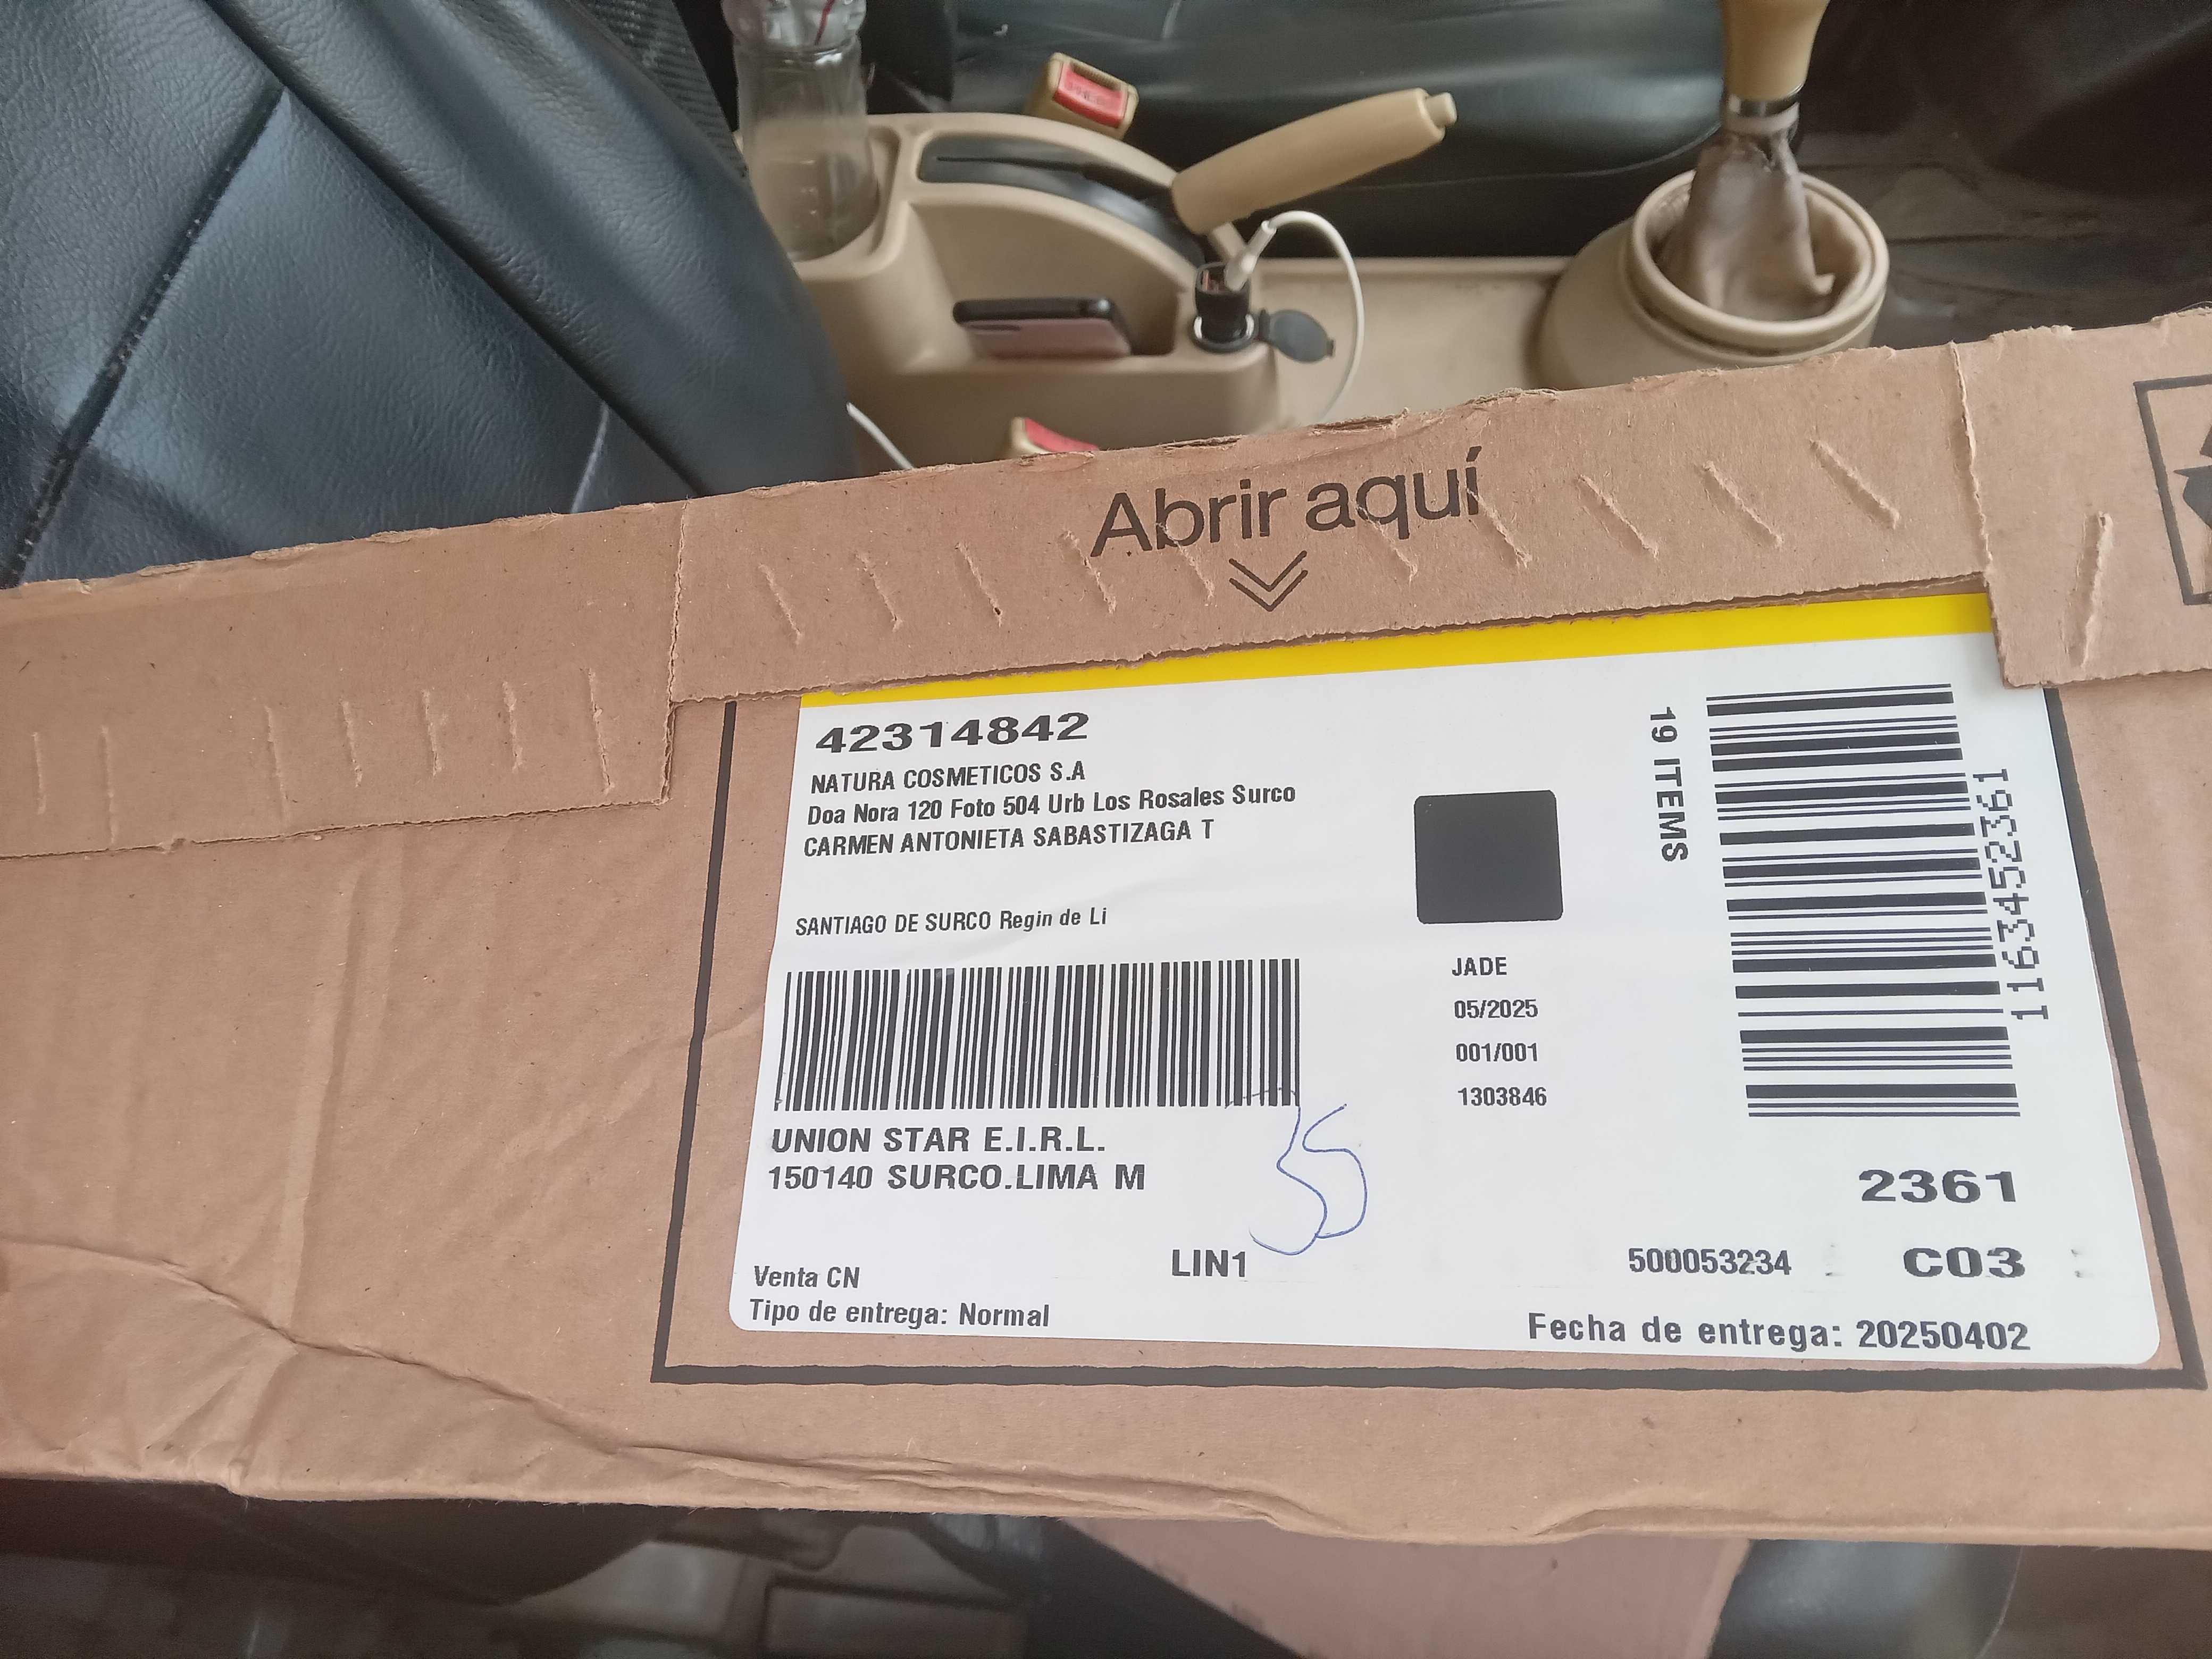 Abrir aquí
42314842
NATURA COSMETICOS S.A
Doa Nora 120 Foto 504 Urb Los Rosales Surco
CARMEN ANTONIETA SABASTIZAGA T
SANTIAGO DE SURCO Regin de Li
19 ITEMS
1163452361
JADE
05/2025
001/001
1303846
UNION STAR E.I.R.L.
150140 SURCO.LIMA M
35
2361
LIN1
500053234
C03
Venta CN
Tipo de entrega: Normal
Fecha de entrega: 20250402